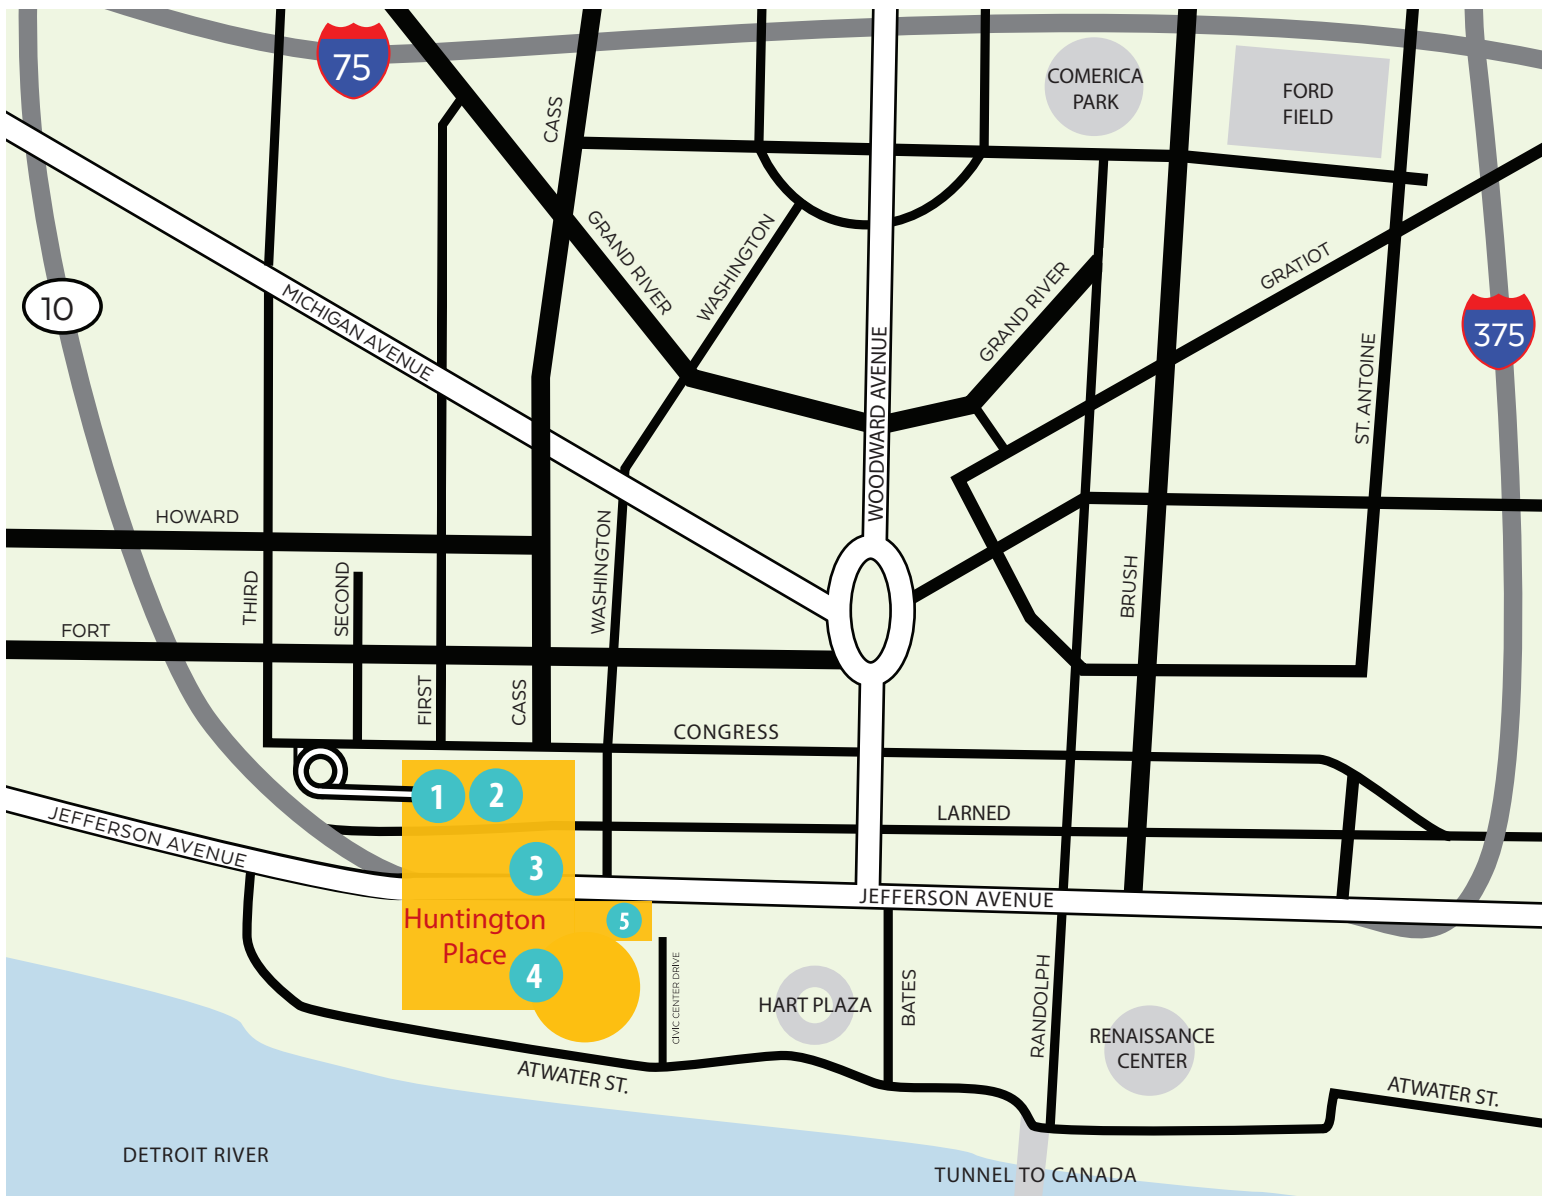 75
COMERICA
PARK
FORD
FIELD
CASS
GRAND RIVER
WASHINGTON
GRAND RIVER
GRATIOT
10
MICHIGAN AVENUE
WOODWARD AVENUE
375
ST. ANTOINE
HOWARD
THIRD
SECOND
WASHINGTON
BRUSH
FORT
FIRST
CASS
CONGRESS
1
2
LARNED
JEFFERSON AVENUE
3
JEFFERSON AVENUE
Huntington
Place
5
4
CIVIC CENTER DRIVE
HART PLAZA
BATES
RANDOLPH
RENAISSANCE
CENTER
ATWATER ST.
ATWATER ST.
DETROIT RIVER
TUNNEL TO CANADA